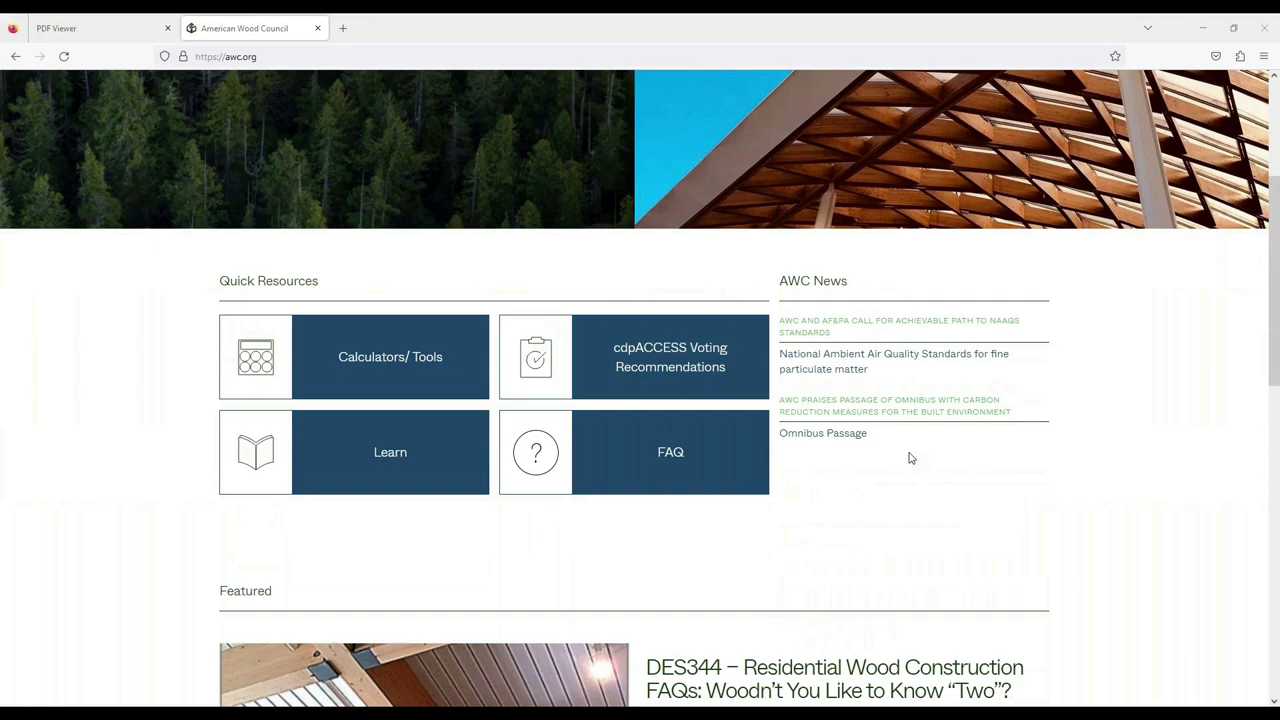 PDF Viewer
American Wood Council
https://awc.org
Quick Resources
AWC News
Calculators/ Tools
cdpACCESS Voting
Recommendations
Learn
FAQ
AWC AND AF&PA CALL FOR ACHIEVABLE PATH TO NAAQS
STANDARDS
National Ambient Air Quality Standards for fine
particulate matter
AWC PRAISES PASSAGE OF OMNIBUS WITH CARBON
REDUCTION MEASURES FOR THE BUILT ENVIRONMENT
Omnibus Passage
Featured
DES344 – Residential Wood Construction
FAQs: Woodn’t You Like to Know “Two”?